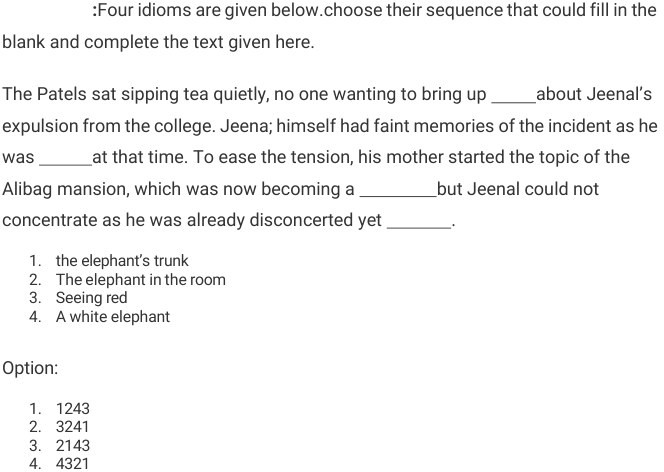 :Four idioms are given below.choose their sequence that could fill in the
blank and complete the text given here.
The Patels sat sipping tea quietly, no one wanting to bring up _____about Jeenal's
expulsion from the college. Jeena; himself had faint memories of the incident as he
was ______at that time. To ease the tension, his mother started the topic of the
Alibag mansion, which was now becoming a ________but Jeenal could not
concentrate as he was already disconcerted yet _______.
1. the elephant's trunk
2. The elephant in the room
3. Seeing red
4. A white elephant
Option:
1. 1243
2. 3241
3. 2143
4. 4321